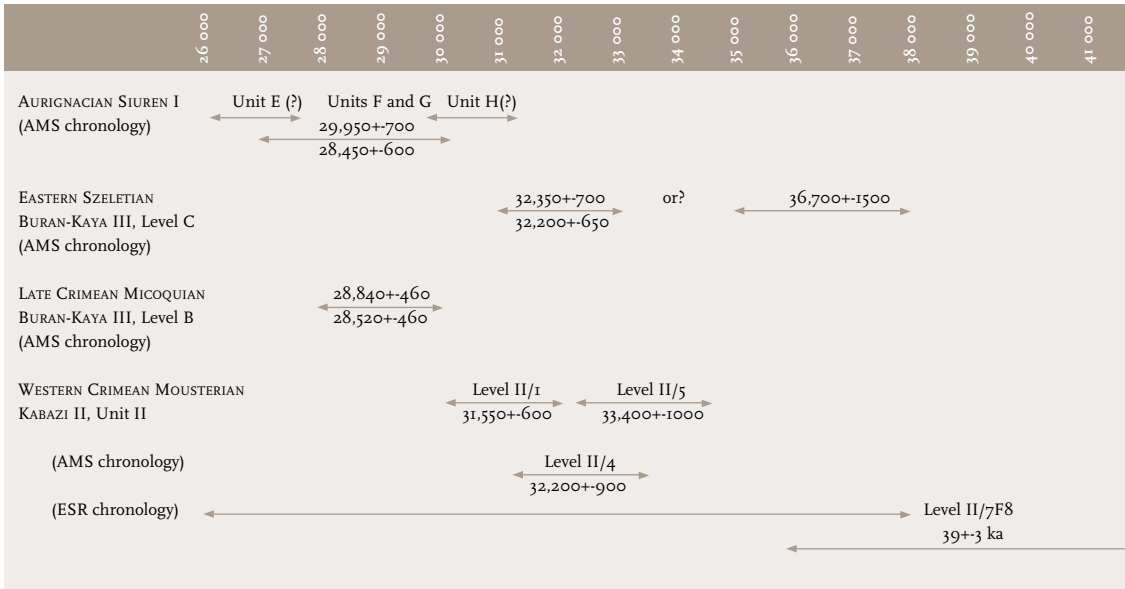 26 000 27 000 28 000 29 000 30 000 31 000 32 000 33 000 34 000 35 000 36 000 37 000 38 000 39 000 40 000 41 000
Aurignacian Siuren I Unit E (?) Units F and G Unit H(?)
(AMS chronology) 29,950+-700
28,450+-600
Eastern Szeletian 32,350+-700 or? 36,700+-1500
Buran-Kaya III, Level C 32,200+-650
(AMS chronology)
Late Crimean Micoquian 28,840+-460
Buran-Kaya III, Level B 28,520+-460
(AMS chronology)
Western Crimean Mousterian Level II/1 Level II/5
Kabazi II, Unit II 31,550+-600 33,400+-1000
(AMS chronology) Level II/4
32,200+-900
(ESR chronology) Level II/7F8
39+-3 ka